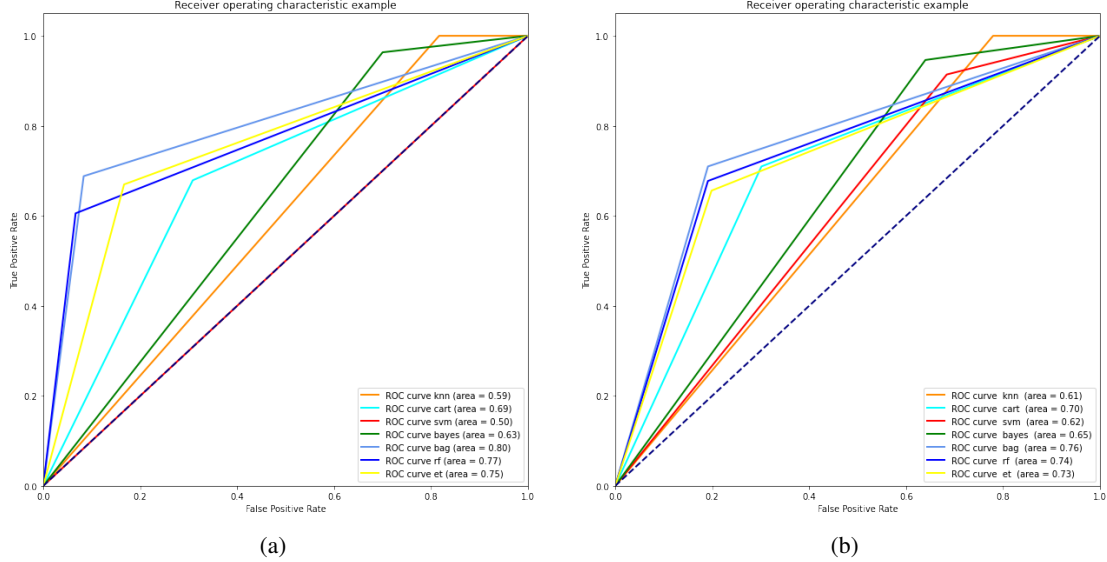 Receiver operating characteristic example
1.0
0.8
0.6
0.4
0.2
0.0
True Positive Rate
ROC curve knn (area = 0.59)
ROC curve cart (area = 0.69)
ROC curve svm (area = 0.50)
ROC curve bayes (area = 0.63)
ROC curve bag (area = 0.80)
ROC curve rf (area = 0.77)
ROC curve et (area = 0.75)
0.0 0.2 0.4 0.6 0.8 1.0
False Positive Rate
(a)
Receiver operating characteristic example
1.0
0.8
0.6
0.4
0.2
0.0
True Positive Rate
ROC curve knn (area = 0.61)
ROC curve cart (area = 0.70)
ROC curve svm (area = 0.62)
ROC curve bayes (area = 0.65)
ROC curve bag (area = 0.76)
ROC curve rf (area = 0.74)
ROC curve et (area = 0.73)
0.0 0.2 0.4 0.6 0.8 1.0
False Positive Rate
(b)